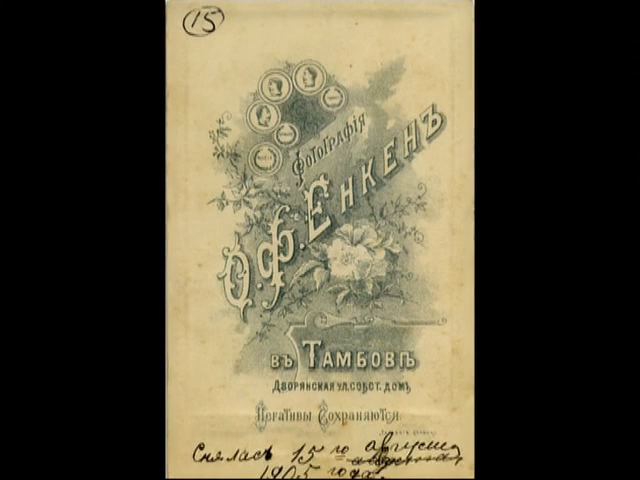 15
Фотографія
О.Ф. Енкенъ
въ Тамбовѣ
Дворянская ул. собст. домъ
Негативы Сохраняются.
Снялась 15 го августа
1905 года.